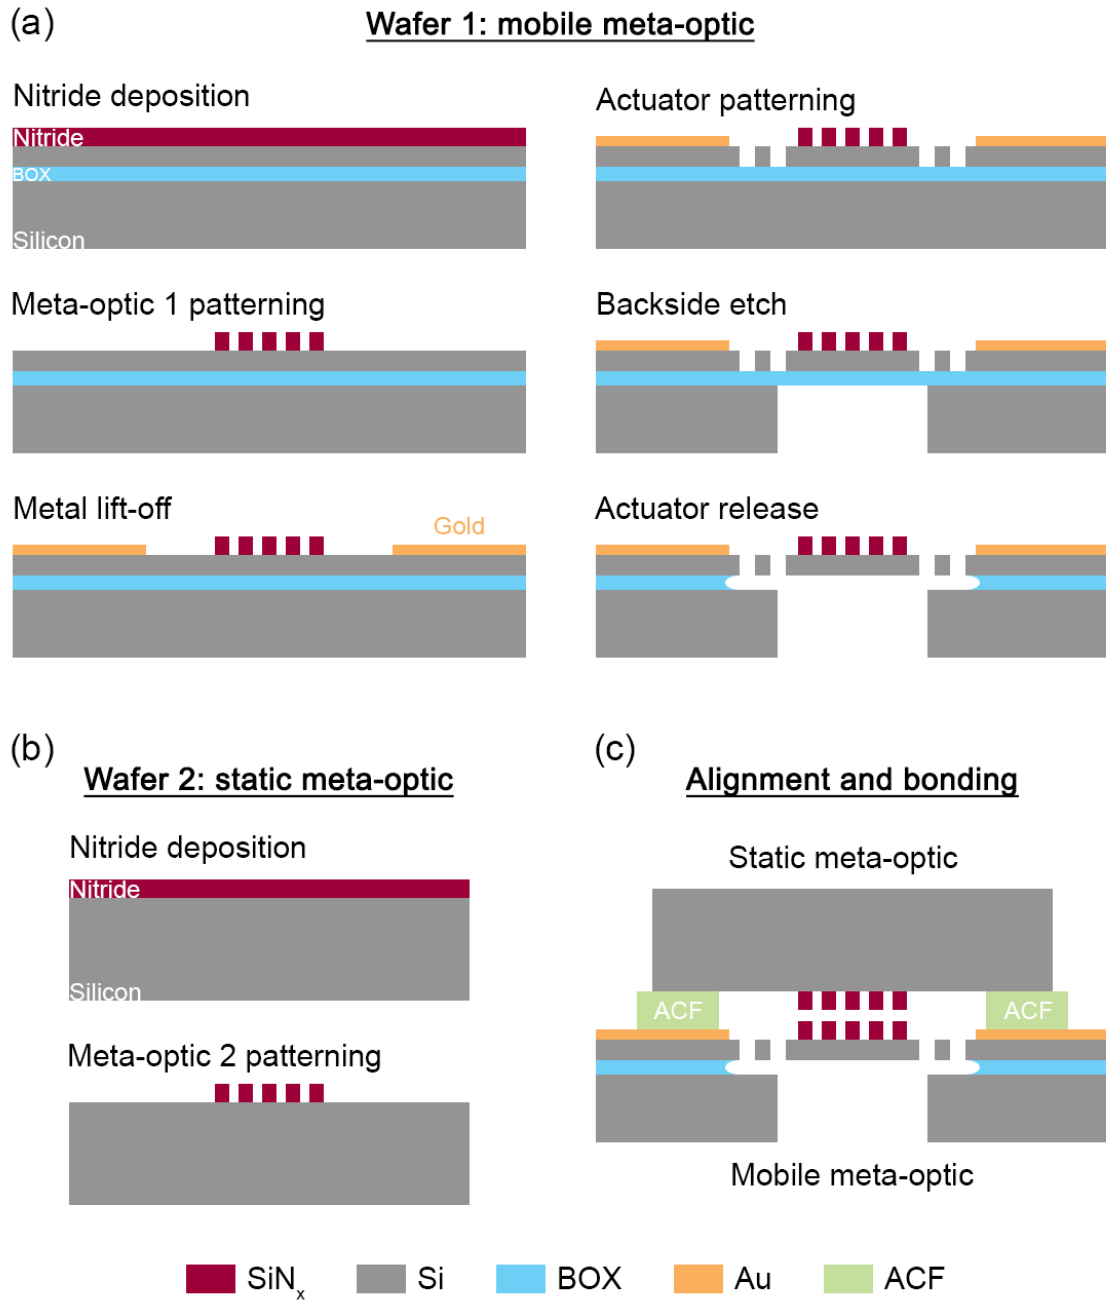 (a)
Wafer 1: mobile meta-optic
Nitride deposition
Nitride
BOX
Silicon
Meta-optic 1 patterning
Metal lift-off
Gold
Actuator patterning
Backside etch
Actuator release
(b)
Wafer 2: static meta-optic
Nitride deposition
Nitride
Silicon
Meta-optic 2 patterning
(c)
Alignment and bonding
Static meta-optic
ACF ACF
Mobile meta-optic
SiNx Si BOX Au ACF